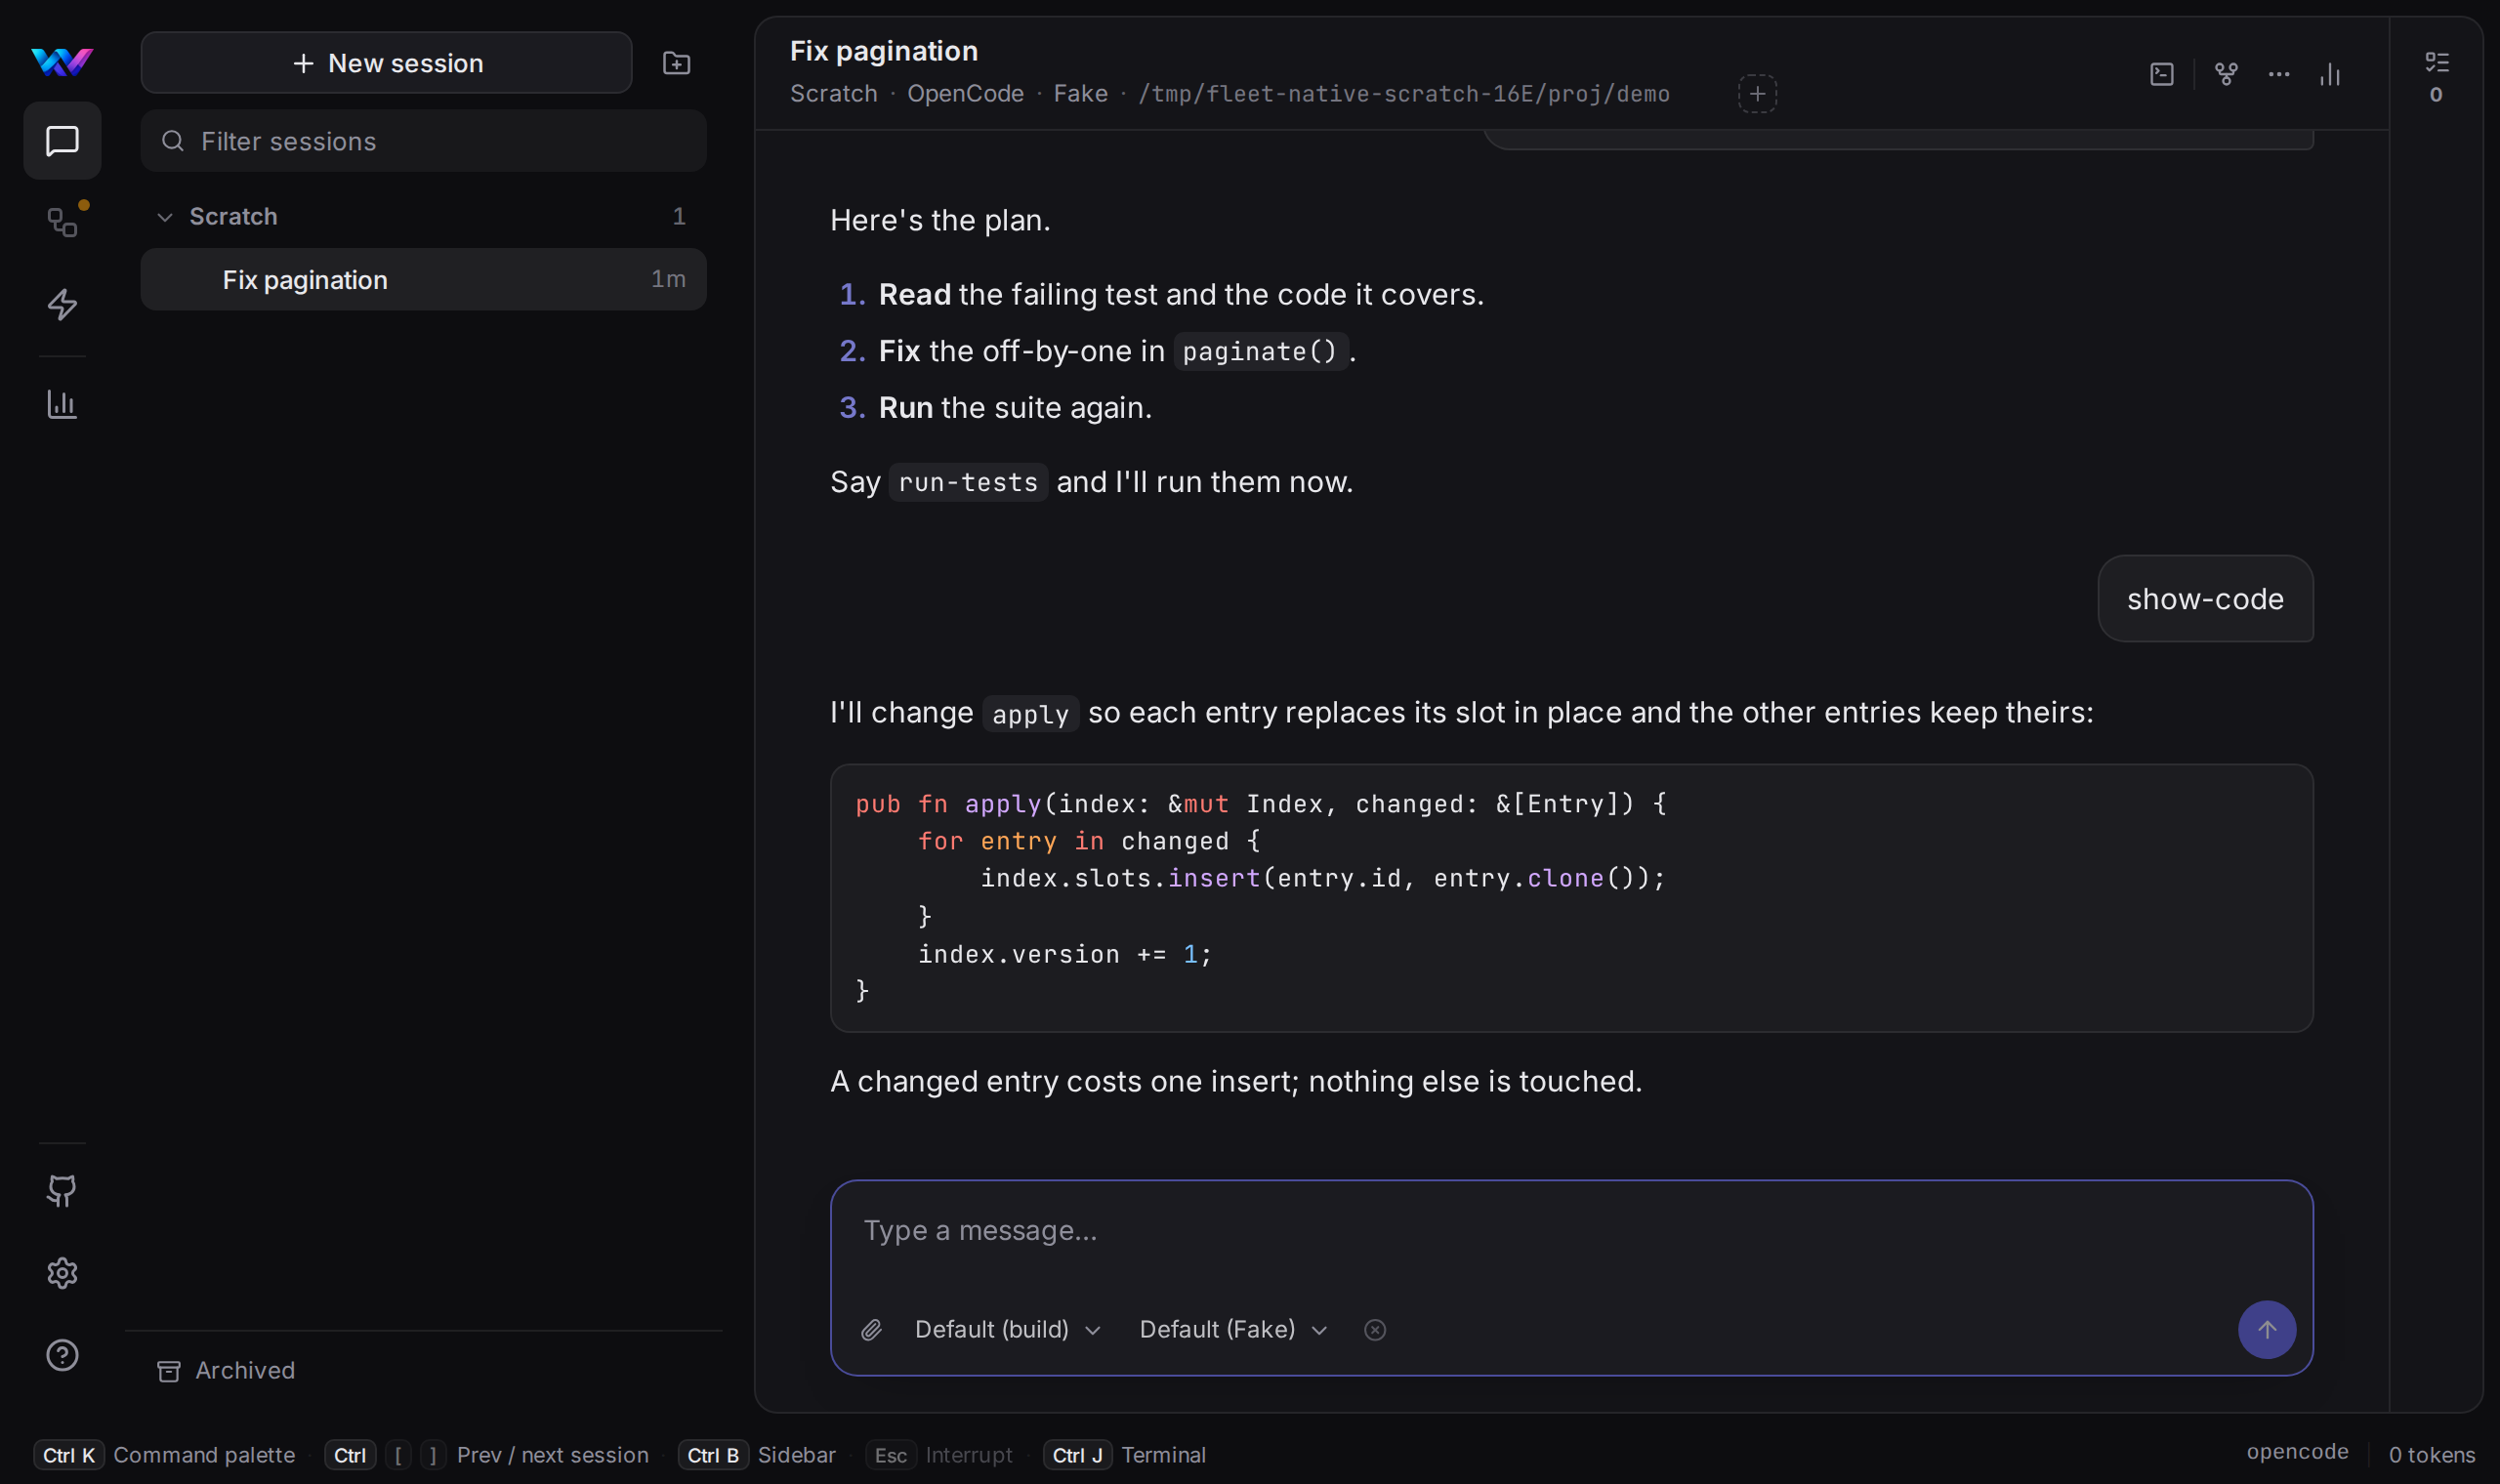 New session
Filter sessions
Scratch 1
Fix pagination 1m
Archived
Fix pagination
Scratch · OpenCode · Fake · /tmp/fleet-native-scratch-16E/proj/demo
0
Here's the plan.
1. Read the failing test and the code it covers.
2. Fix the off-by-one in paginate().
3. Run the suite again.
Say run-tests and I'll run them now.
show-code
I'll change apply so each entry replaces its slot in place and the other entries keep theirs:
pub fn apply(index: &mut Index, changed: &[Entry]) {
    for entry in changed {
        index.slots.insert(entry.id, entry.clone());
    }
    index.version += 1;
}
A changed entry costs one insert; nothing else is touched.
Type a message...
Default (build) Default (Fake)
Ctrl K Command palette · Ctrl [ ] Prev / next session · Ctrl B Sidebar · Esc Interrupt · Ctrl J Terminal
opencode 0 tokens